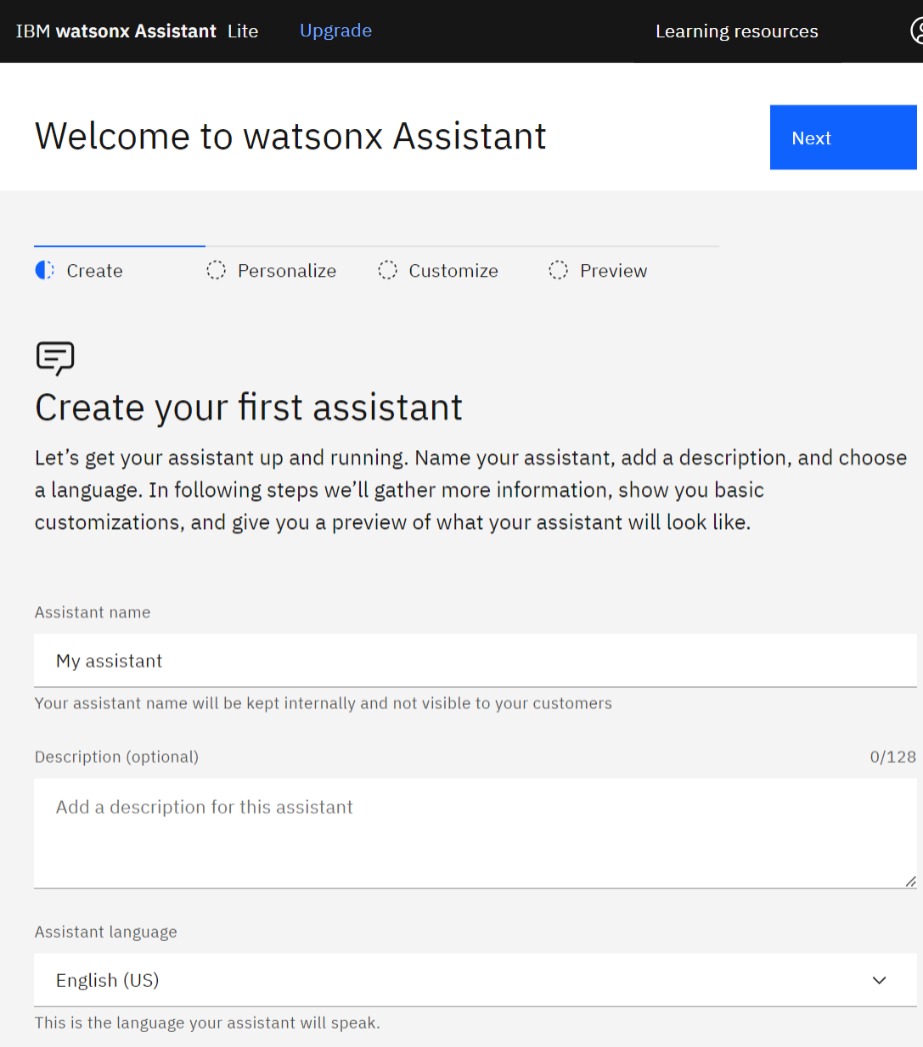 IBM watsonx Assistant Lite Upgrade Learning resources
Welcome to watsonx Assistant
Next
Create Personalize Customize Preview
Create your first assistant
Let’s get your assistant up and running. Name your assistant, add a description, and choose
a language. In following steps we’ll gather more information, show you basic
customizations, and give you a preview of what your assistant will look like.
Assistant name
My assistant
Your assistant name will be kept internally and not visible to your customers
Description (optional) 0/128
Add a description for this assistant
Assistant language
English (US)
This is the language your assistant will speak.